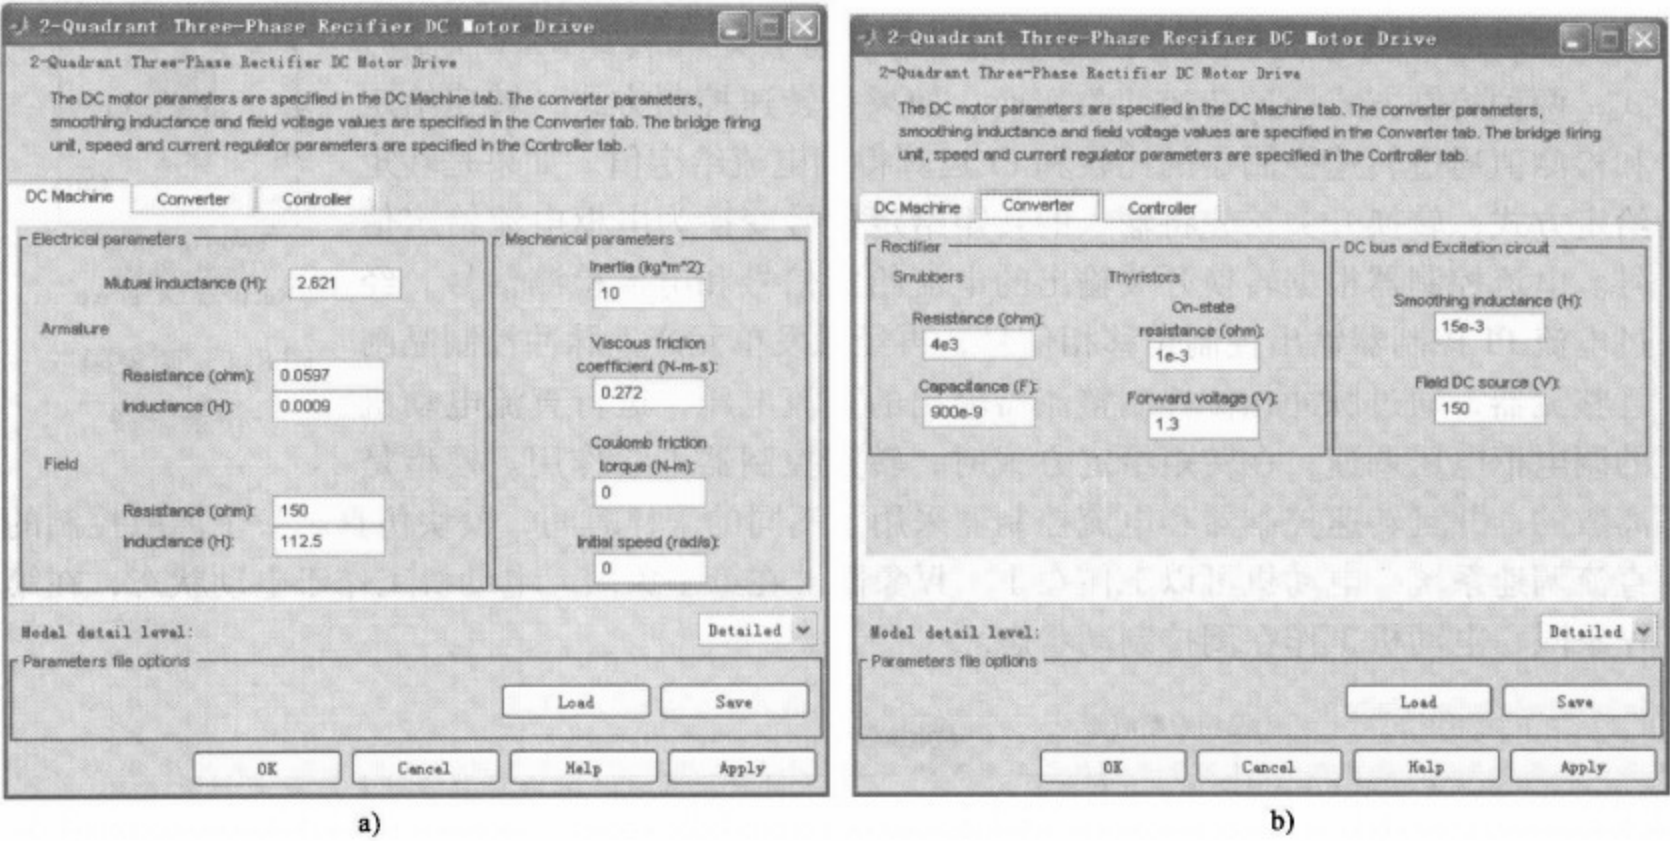 2-Quadrant Three-Phase Rectifier DC Motor Drive
2-Quadrant Three-Phase Rectifier DC Motor Drive
The DC motor parameters are specified in the DC Machine tab. The converter parameters,
smoothing inductance and field voltage values are specified in the Converter tab. The bridge firing
unit, speed and current regulator parameters are specified in the Controller tab.
DC Machine Converter Controller
Electrical parameters
Mutual inductance (H): 2.621
Armature
Resistance (ohm): 0.0597
Inductance (H): 0.0009
Field
Resistance (ohm): 150
Inductance (H): 112.5
Mechanical parameters
Inertia (kg*m^2):
10
Viscous friction
coefficient (N-m-s):
0.272
Coulomb friction
torque (N-m):
0
Initial speed (rad/s):
0
Model detail level: Detailed
Parameters file options
Load Save
OK Cancel Help Apply
a)
2-Quadrant Three-Phase Rectifier DC Motor Drive
2-Quadrant Three-Phase Rectifier DC Motor Drive
The DC motor parameters are specified in the DC Machine tab. The converter parameters,
smoothing inductance and field voltage values are specified in the Converter tab. The bridge firing
unit, speed and current regulator parameters are specified in the Controller tab.
DC Machine Converter Controller
Rectifier
Snubbers
Resistance (ohm):
4e3
Capacitance (F):
900e-9
Thyristors
On-state
resistance (ohm):
1e-3
Forward voltage (V):
1.3
DC bus and Excitation circuit
Smoothing inductance (H):
15e-3
Field DC source (V):
150
Model detail level: Detailed
Parameters file options
Load Save
OK Cancel Help Apply
b)